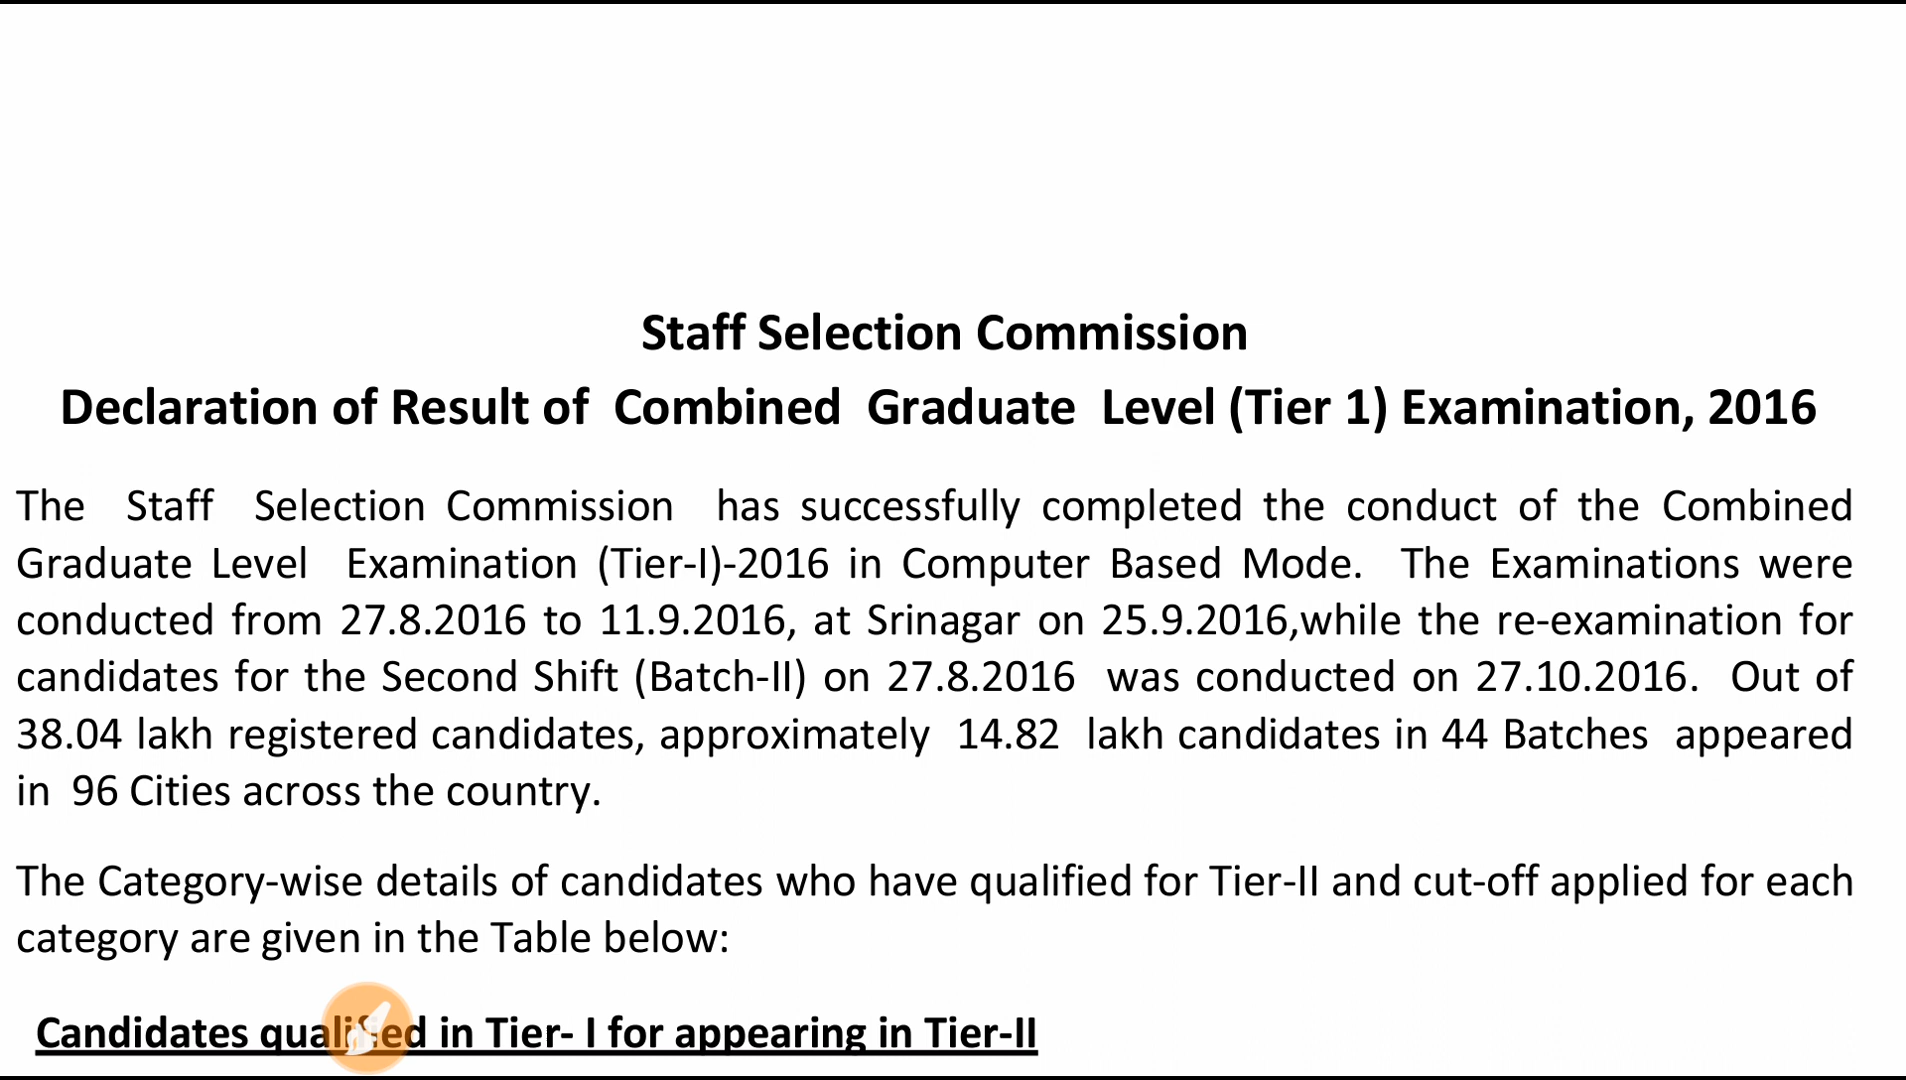 Staff Selection Commission
Declaration of Result of Combined Graduate Level (Tier 1) Examination, 2016
The Staff Selection Commission has successfully completed the conduct of the Combined
Graduate Level Examination (Tier-I)-2016 in Computer Based Mode. The Examinations were
conducted from 27.8.2016 to 11.9.2016, at Srinagar on 25.9.2016,while the re-examination for
candidates for the Second Shift (Batch-II) on 27.8.2016 was conducted on 27.10.2016. Out of
38.04 lakh registered candidates, approximately 14.82 lakh candidates in 44 Batches appeared
in 96 Cities across the country.
The Category-wise details of candidates who have qualified for Tier-II and cut-off applied for each
category are given in the Table below:
Candidates qualified in Tier- I for appearing in Tier-II